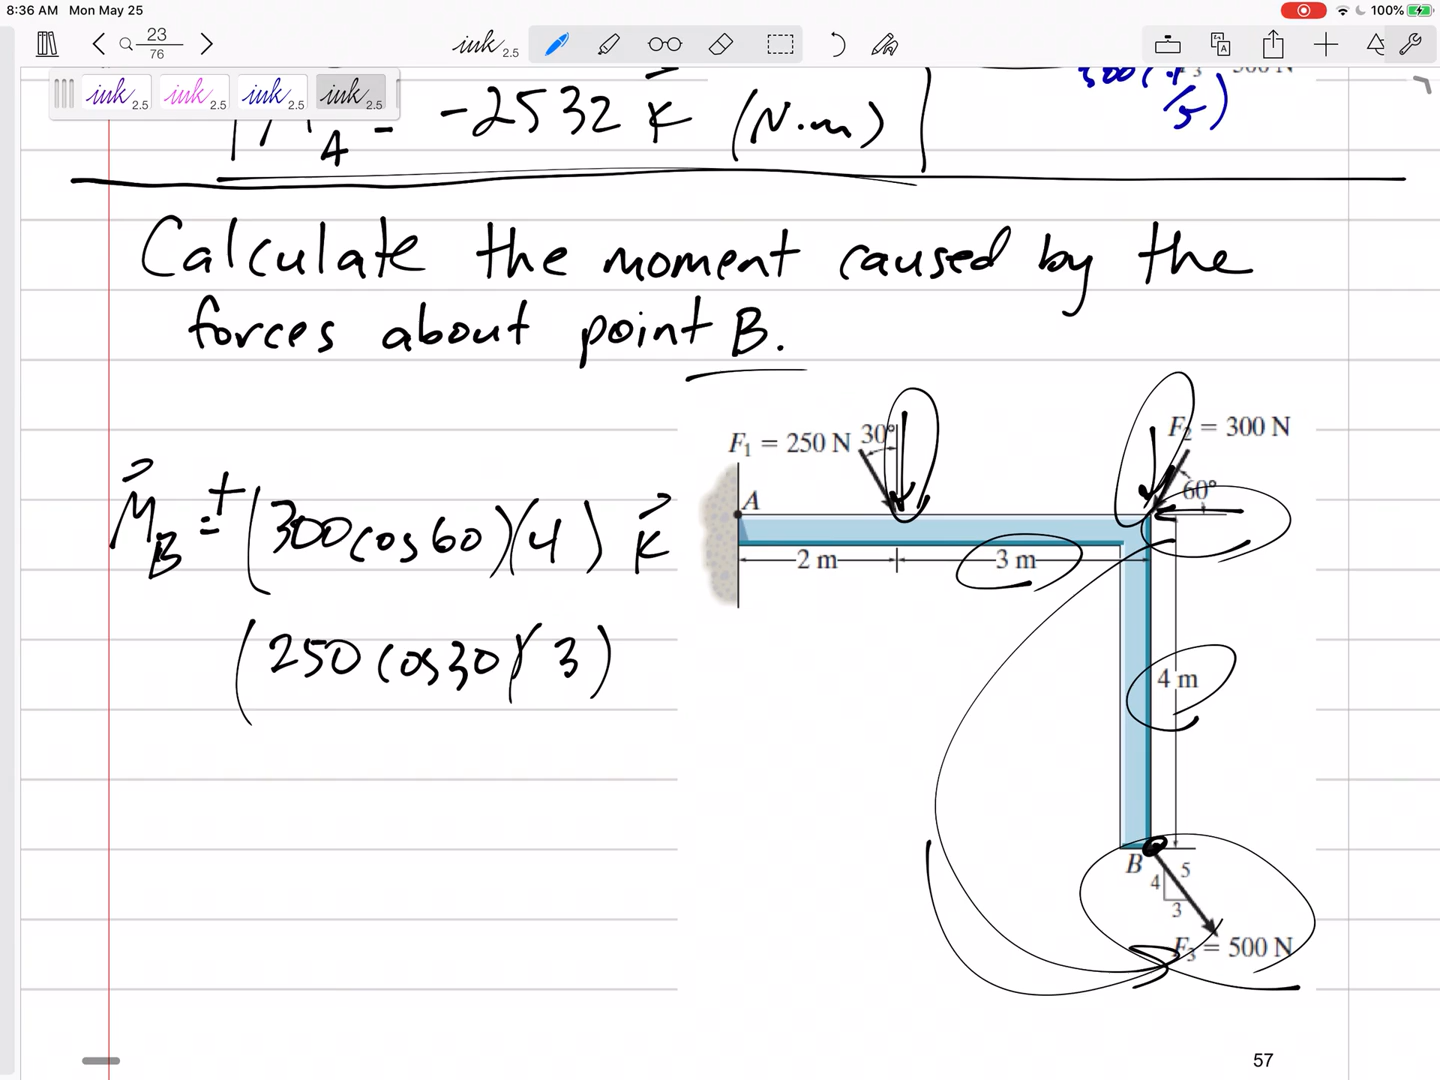 8:36 AM Mon May 25
100%
23
76
ink 2.5
ink 2.5 ink 2.5 ink 2.5 ink 2.5
M A = -2532 k (N·m)
/5)
Calculate the moment caused by the
forces about point B.
F1 = 250 N 30°
F2 = 300 N
60°
A
M B = + (300 cos 60)(4) k
2 m 3 m
(250 cos 30)(3)
4 m
B
4 5
3
F3 = 500 N
57